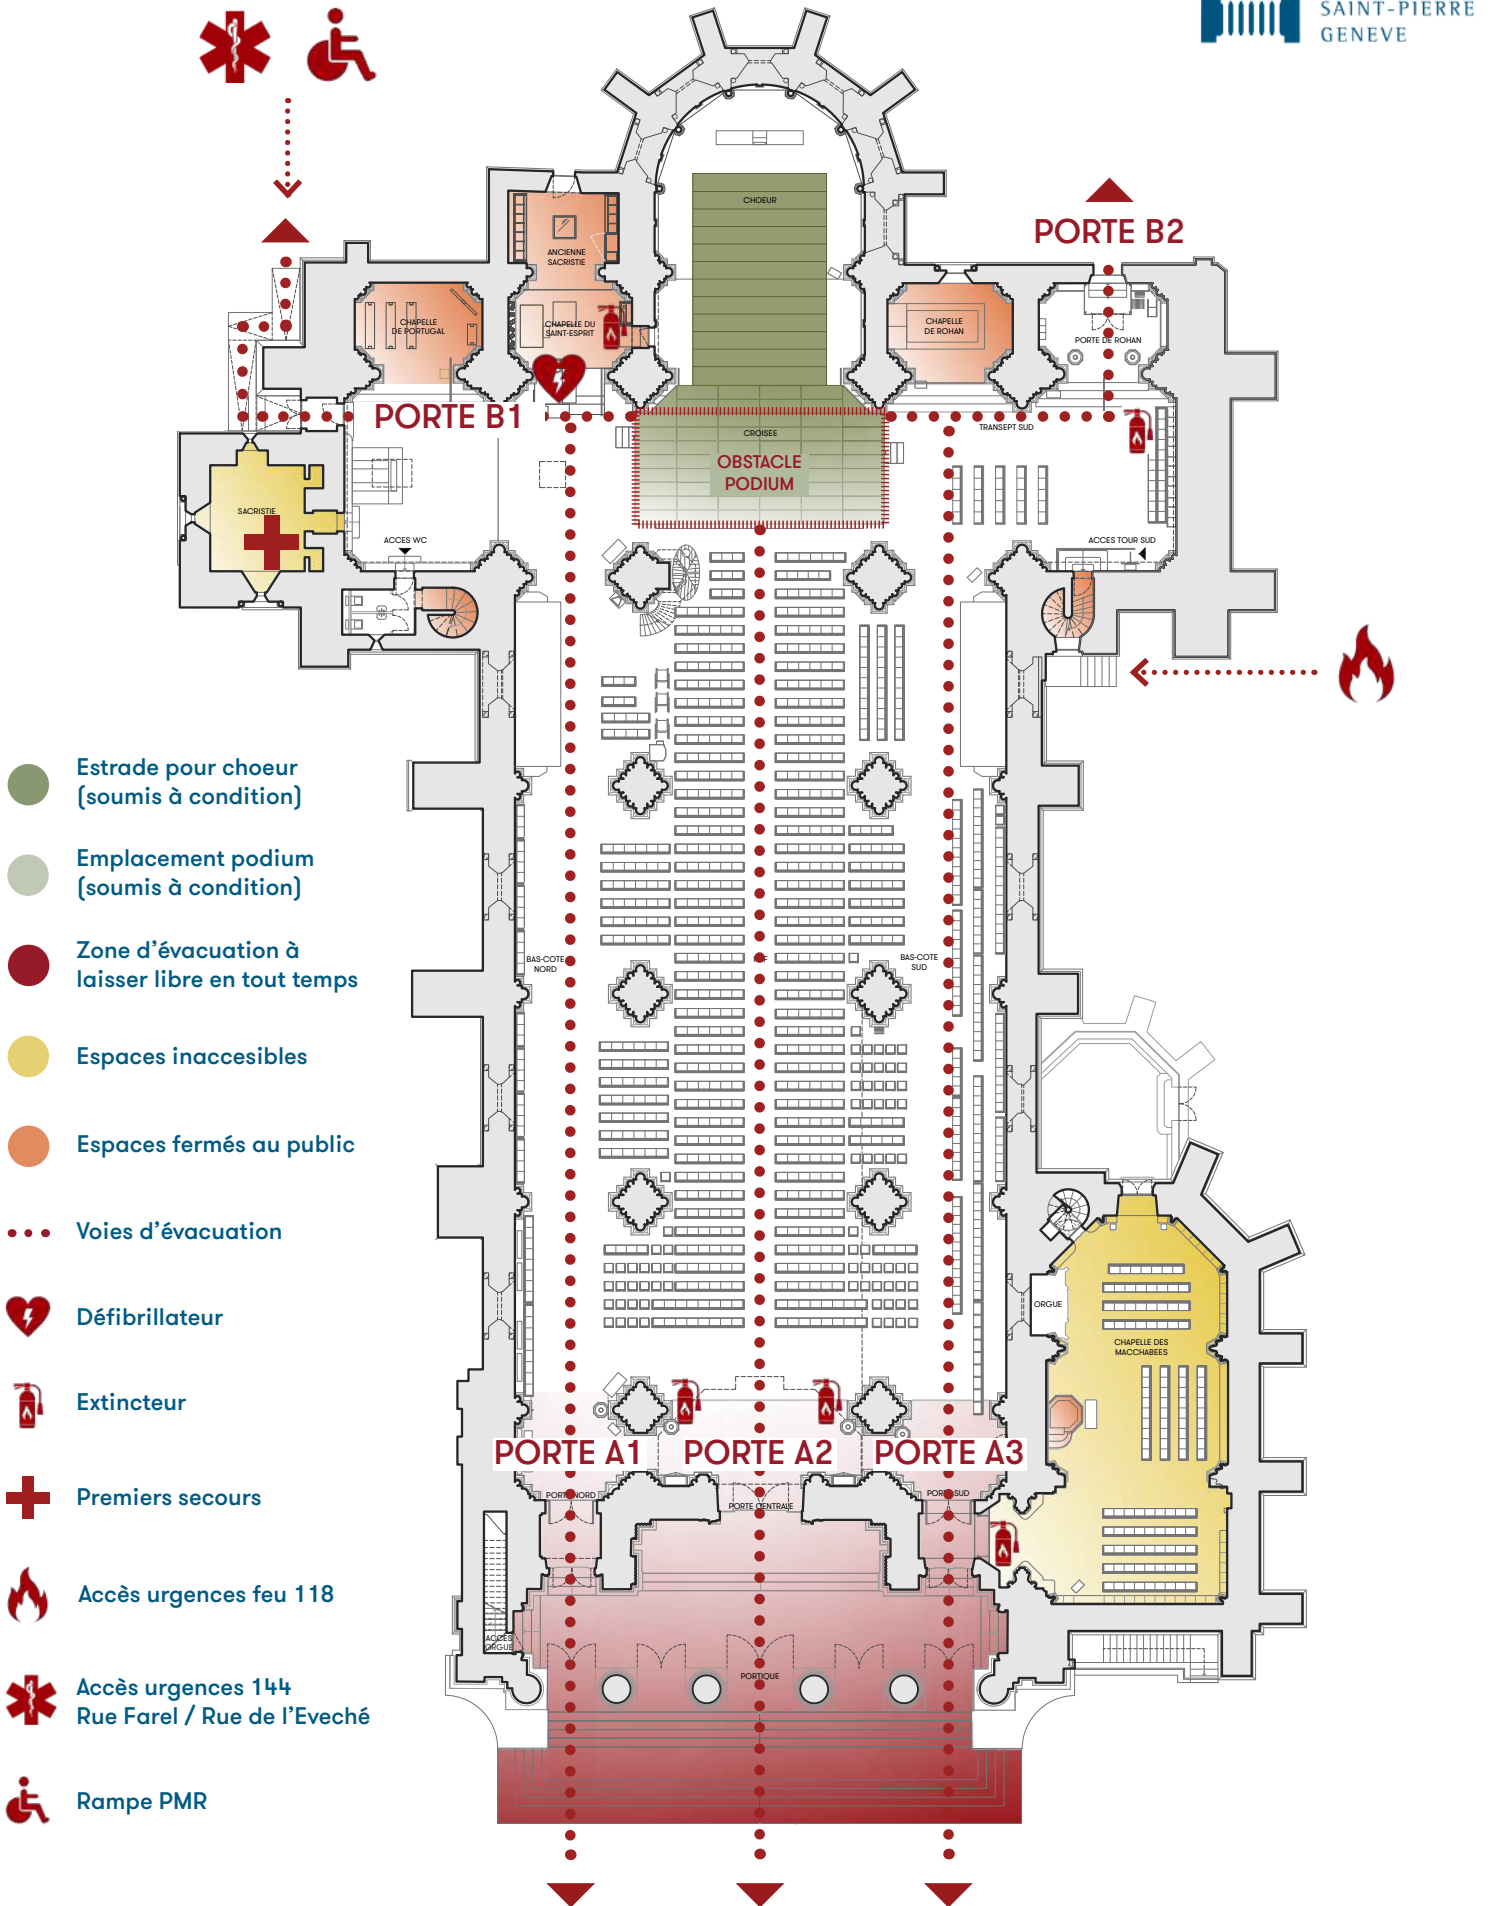 SAINT-PIERRE
GENEVE
PORTE B2
CHOEUR
ANCIENNE
SACRISTIE
CHAPELLE
DE PORTUGAL
CHAPELLE DU
SAINT-ESPRIT
CHAPELLE
DE ROHAN
PORTE DE ROHAN
PORTE B1
CROISEE
TRANSEPT SUD
OBSTACLE
PODIUM
SACRISTIE
ACCES WC
ACCES TOUR SUD
Estrade pour choeur
(soumis à condition)
Emplacement podium
(soumis à condition)
Zone d'évacuation à
laisser libre en tout temps
BAS-COTE
NORD
BAS-COTE
SUD
Espaces inaccesibles
Espaces fermés au public
Voies d'évacuation
Défibrillateur
ORGUE
CHAPELLE DES
MACCHABEES
Extincteur
PORTE A1
PORTE A2
PORTE A3
Premiers secours
PORTE NORD
PORTE CENTRALE
PORTE SUD
Accès urgences feu 118
ACCES
ORGUE
PORTIQUE
Accès urgences 144
Rue Farel / Rue de l'Eveché
Rampe PMR